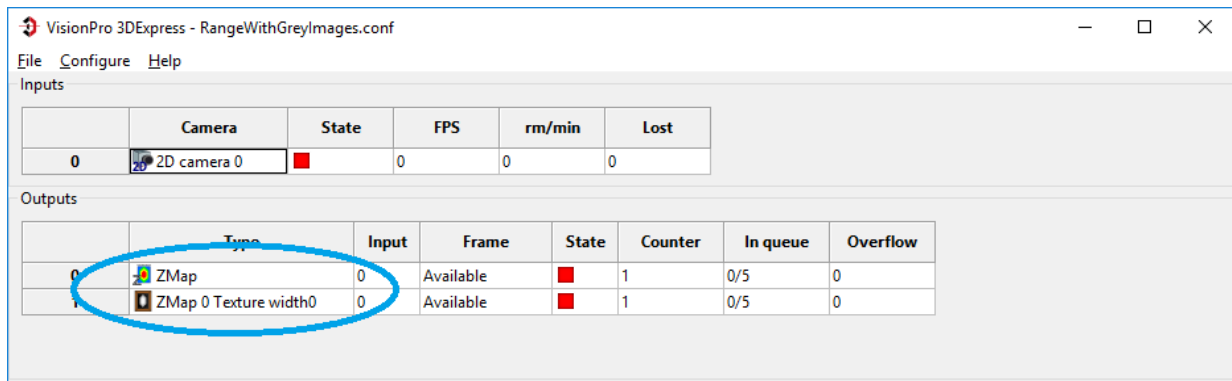 VisionPro 3DExpress - RangeWithGreyImages.conf
File Configure Help
Inputs
Camera State FPS rm/min Lost
0 2D 2D camera 0 0 0 0
Outputs
Type Input Frame State Counter In queue Overflow
0 ZMap 0 Available 1 0/5 0
1 ZMap 0 Texture width0 0 Available 1 0/5 0